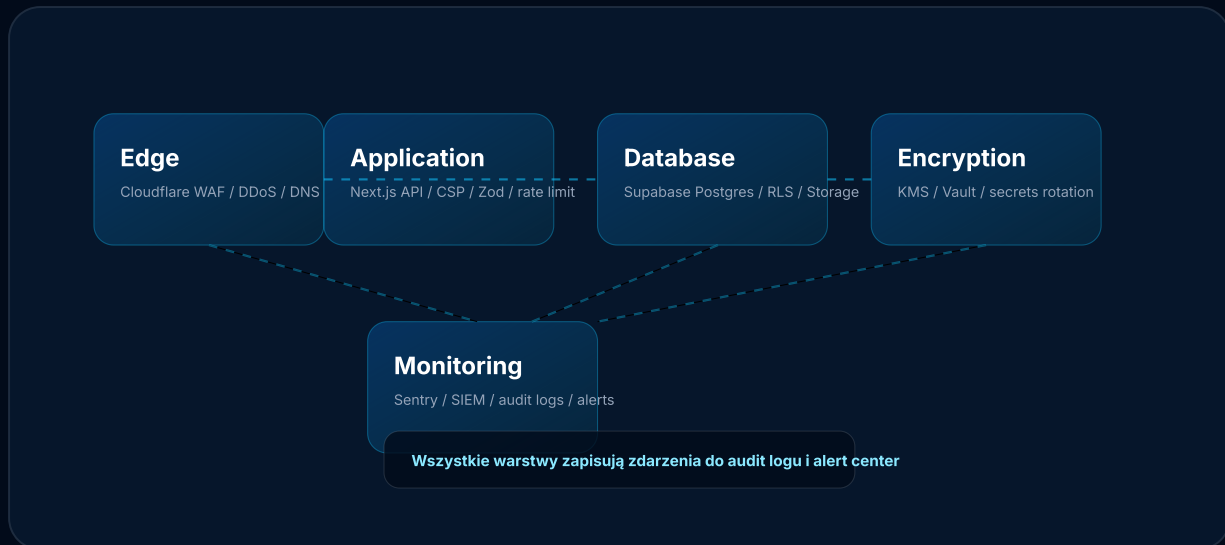 Edge
Cloudflare WAF / DDoS / DNS
Application
Next.js API / CSP / Zod / rate limit
Database
Supabase Postgres / RLS / Storage
Encryption
KMS / Vault / secrets rotation
Monitoring
Sentry / SIEM / audit logs / alerts
Wszystkie warstwy zapisują zdarzenia do audit logu i alert center